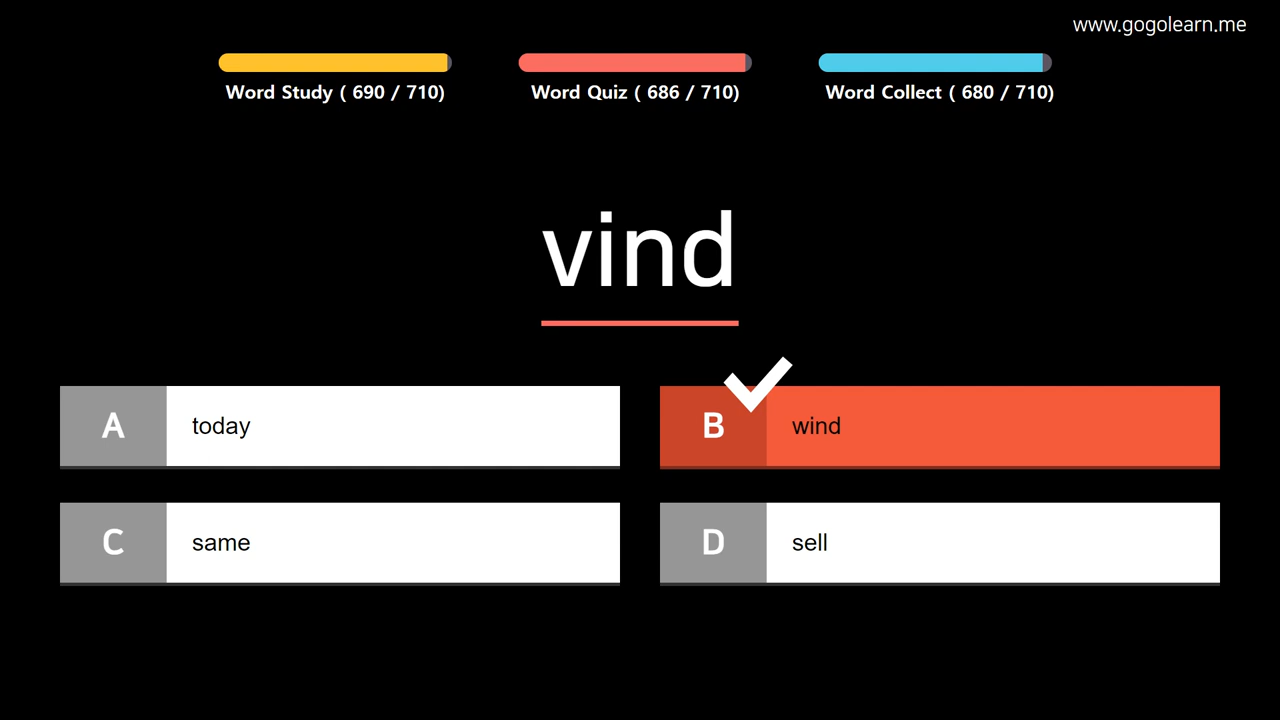 www.gogolearn.me
Word Study ( 690 / 710)
Word Quiz ( 686 / 710)
Word Collect ( 680 / 710)
vind
A today
B wind
C same
D sell